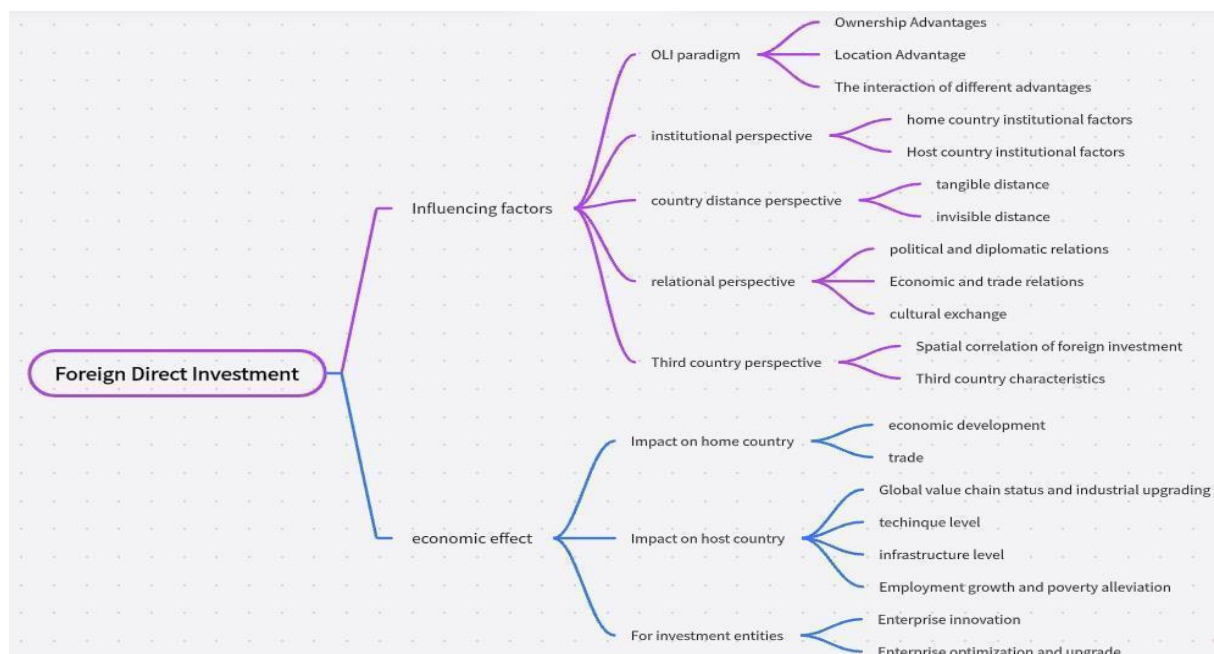 Foreign Direct Investment
Influencing factors
OLI paradigm
Ownership Advantages
Location Advantage
The interaction of different advantages
institutional perspective
home country institutional factors
Host country institutional factors
country distance perspective
tangible distance
invisible distance
relational perspective
political and diplomatic relations
Economic and trade relations
cultural exchange
Third country perspective
Spatial correlation of foreign investment
Third country characteristics
economic effect
Impact on home country
economic development
trade
Impact on host country
Global value chain status and industrial upgrading
techinque level
infrastructure level
Employment growth and poverty alleviation
For investment entities
Enterprise innovation
Enterprise optimization and upgrade